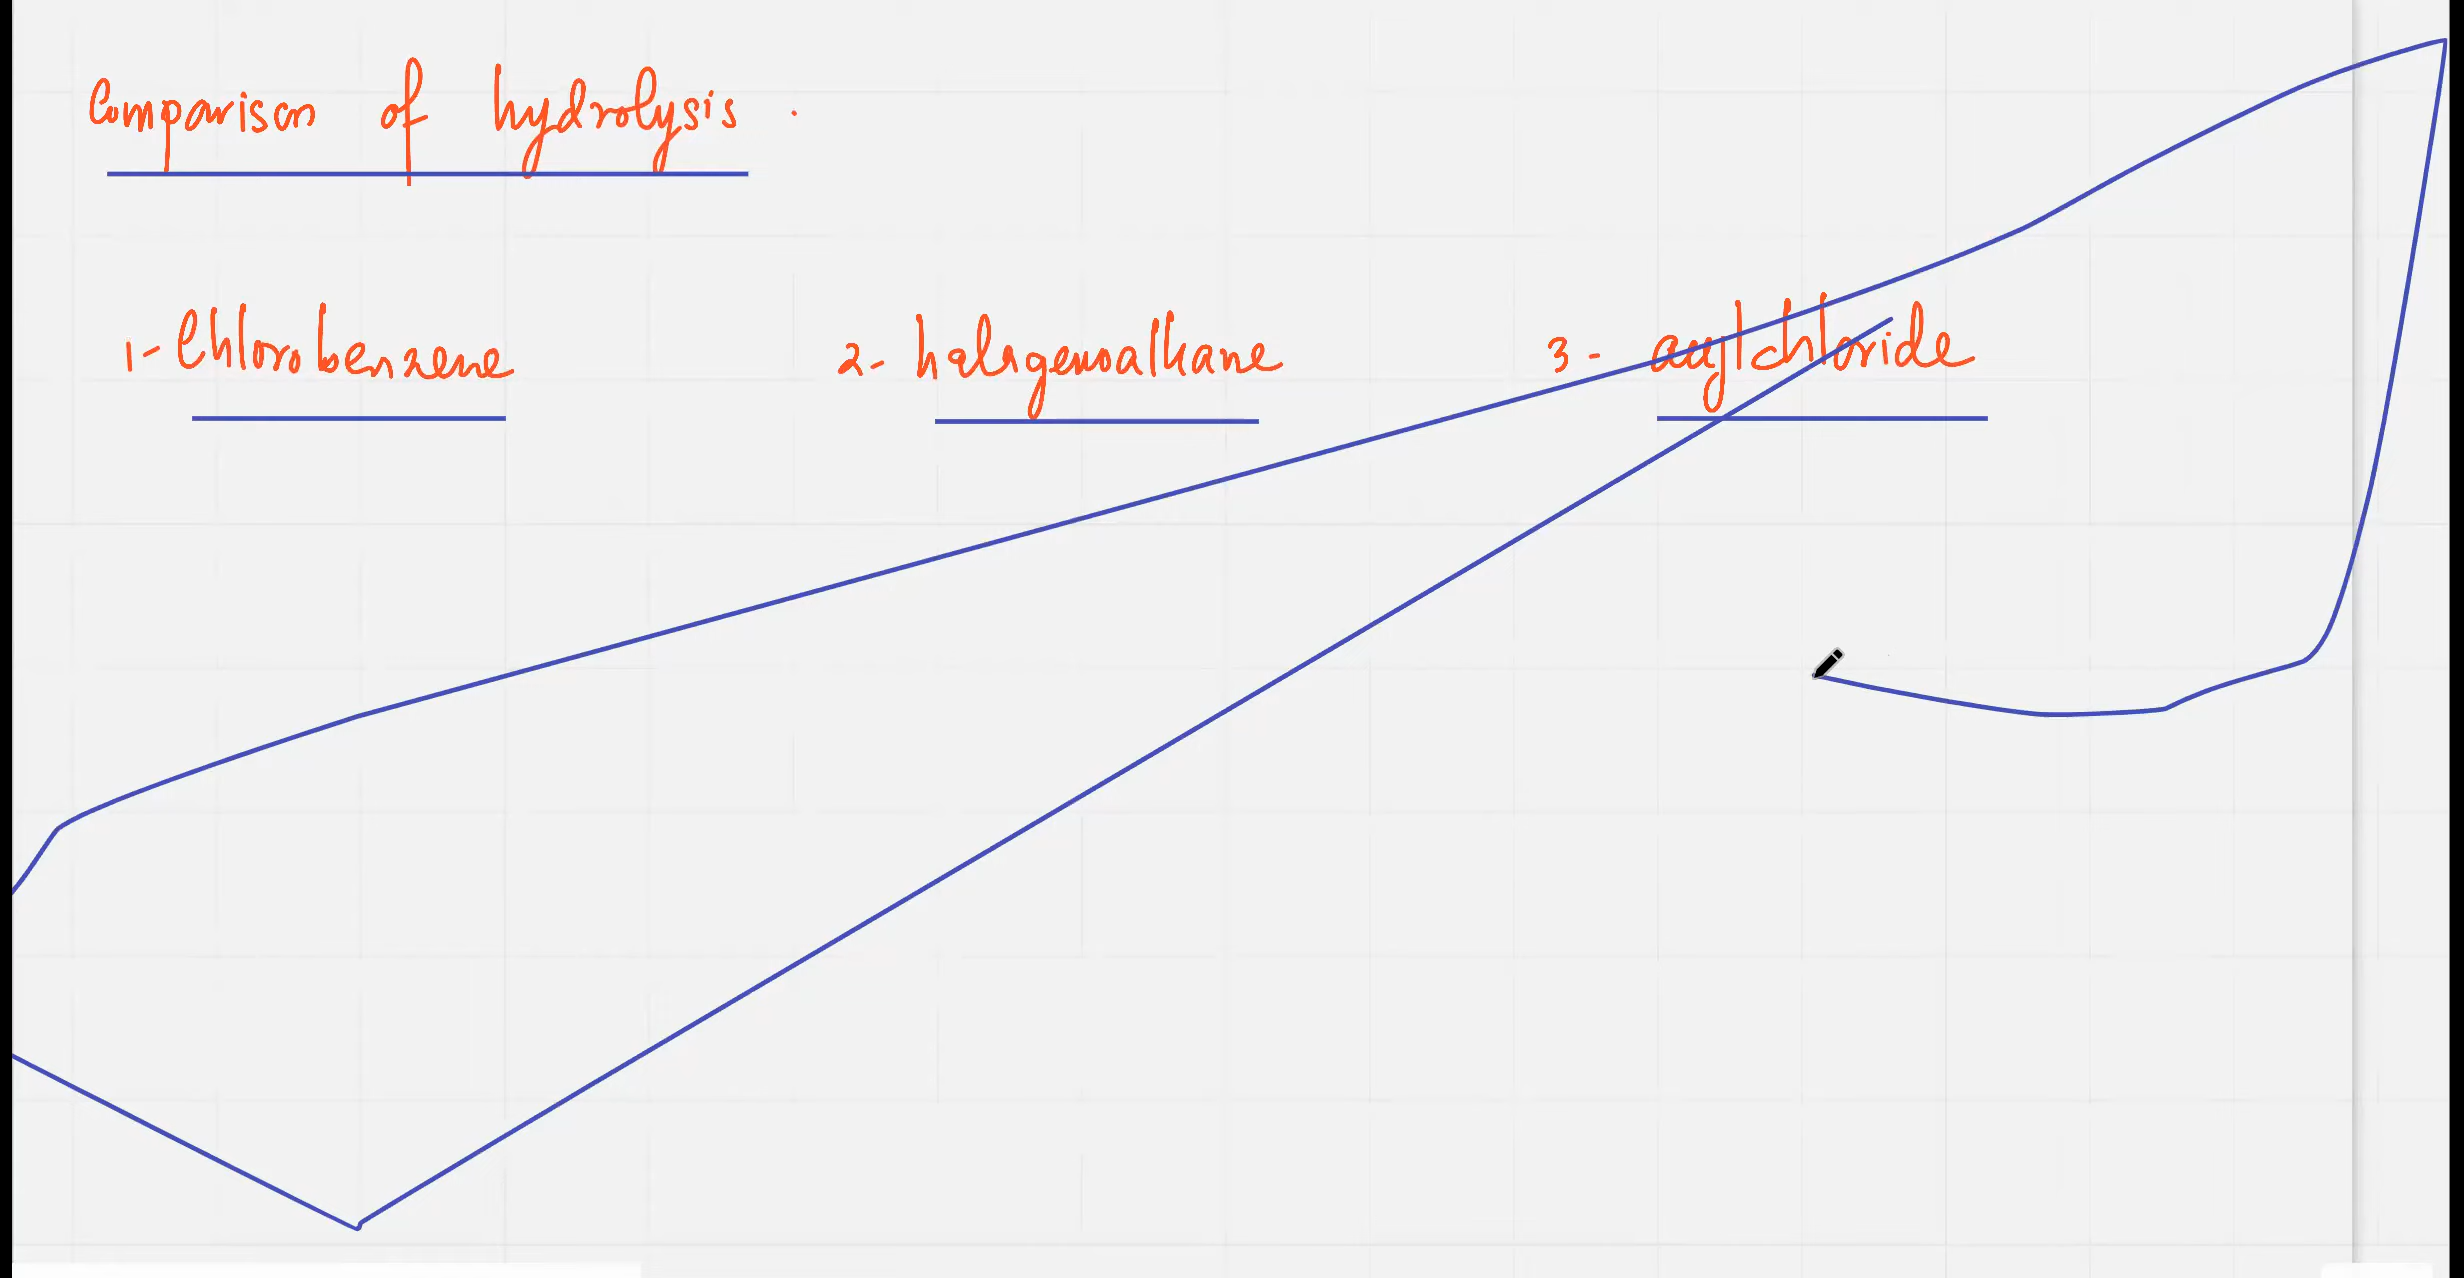 Comparison of hydrolysis.
1- Chlorobenzene 2- halogenoalkane 3- acylchloride